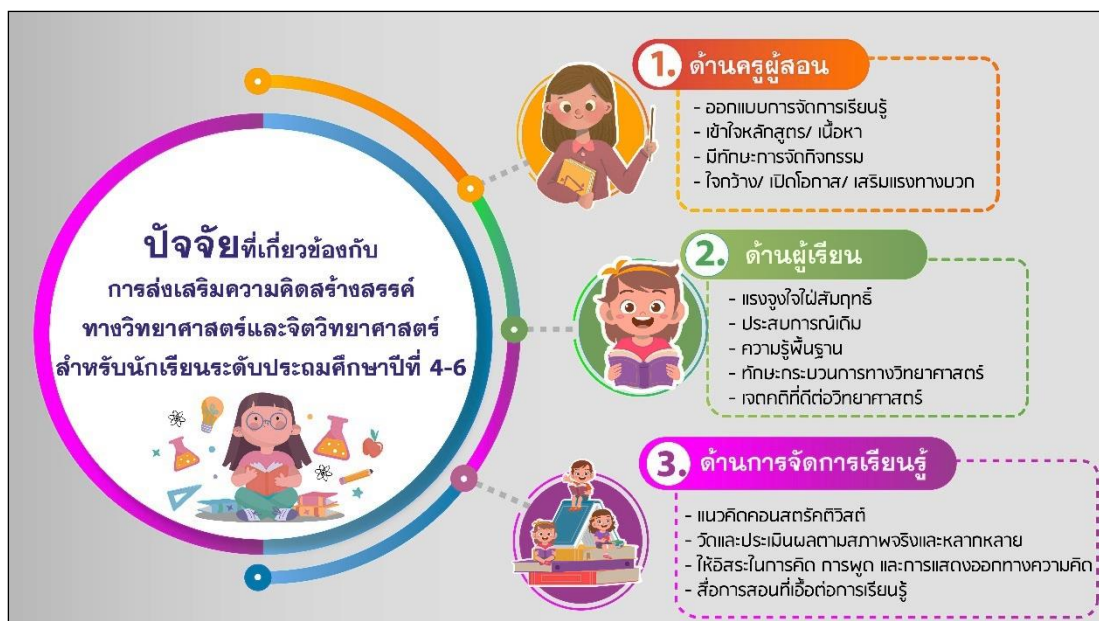 ปัจจัยที่เกี่ยวข้องกับ
การส่งเสริมความคิดสร้างสรรค์
ทางวิทยาศาสตร์และจิตวิทยาศาสตร์
สำหรับนักเรียนระดับประถมศึกษาปีที่ 4-6
1. ด้านครูผู้สอน
- ออกแบบการจัดการเรียนรู้
- เข้าใจหลักสูตร/ เนื้อหา
- มีทักษะการจัดกิจกรรม
- ใจกว้าง/ เปิดโอกาส/ เสริมแรงทางบวก
2. ด้านผู้เรียน
- แรงจูงใจใฝ่สัมฤทธิ์
- ประสบการณ์เดิม
- ความรู้พื้นฐาน
- ทักษะกระบวนการทางวิทยาศาสตร์
- เจตคติที่ดีต่อวิทยาศาสตร์
3. ด้านการจัดการเรียนรู้
- แนวคิดคอนสตรัคติวิสต์
- วัดและประเมินผลตามสภาพจริงและหลากหลาย
- ให้อิสระในการคิด การพูด และการแสดงออกทางความคิด
- สื่อการสอนที่เอื้อต่อการเรียนรู้